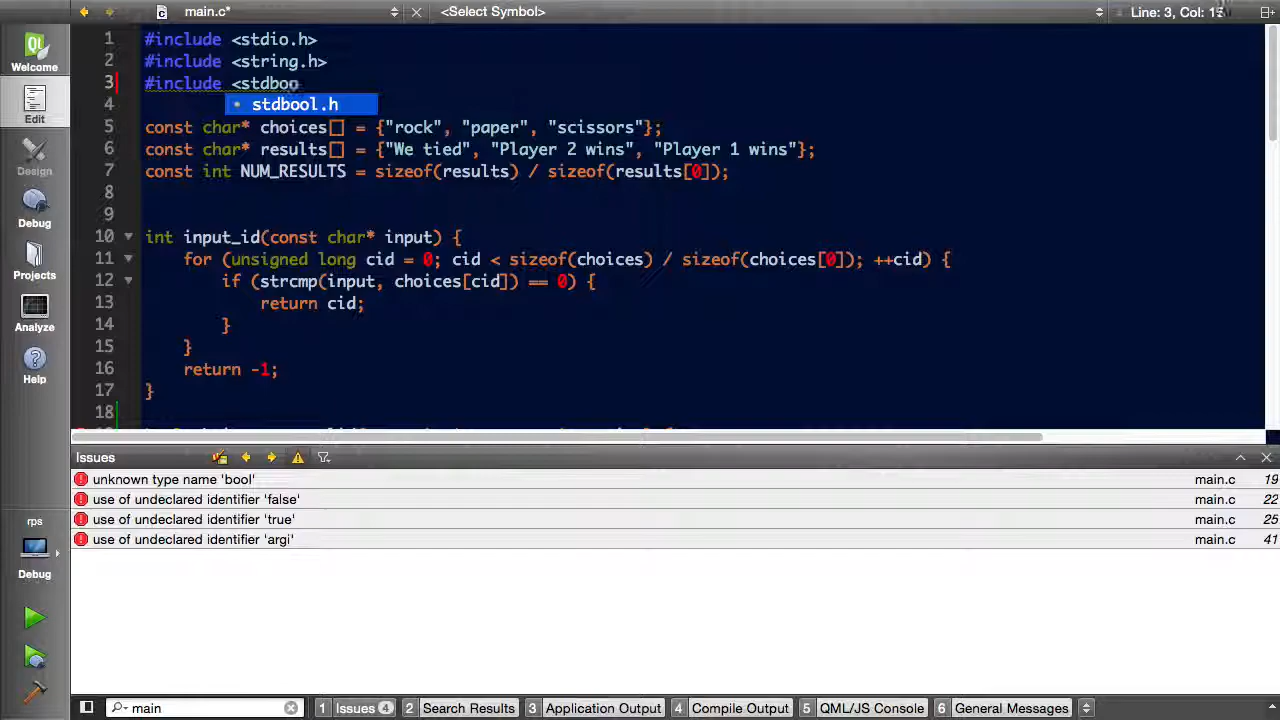 main.c* <Select Symbol> Line: 3, Col: 15
Welcome
Edit
Design
Debug
Projects
Analyze
Help
rps
Debug
1 #include <stdio.h>
2 #include <string.h>
3 #include <stdboo
stdbool.h
4
5 const char* choices[] = {"rock", "paper", "scissors"};
6 const char* results[] = {"We tied", "Player 2 wins", "Player 1 wins"};
7 const int NUM_RESULTS = sizeof(results) / sizeof(results[0]);
8
9
10 int input_id(const char* input) {
11 for (unsigned long cid = 0; cid < sizeof(choices) / sizeof(choices[0]); ++cid) {
12 if (strcmp(input, choices[cid]) == 0) {
13 return cid;
14 }
15 }
16 return -1;
17 }
18
Issues
unknown type name 'bool' main.c 19
use of undeclared identifier 'false' main.c 22
use of undeclared identifier 'true' main.c 25
use of undeclared identifier 'argi' main.c 41
main 1 Issues 4 2 Search Results 3 Application Output 4 Compile Output 5 QML/JS Console 6 General Messages